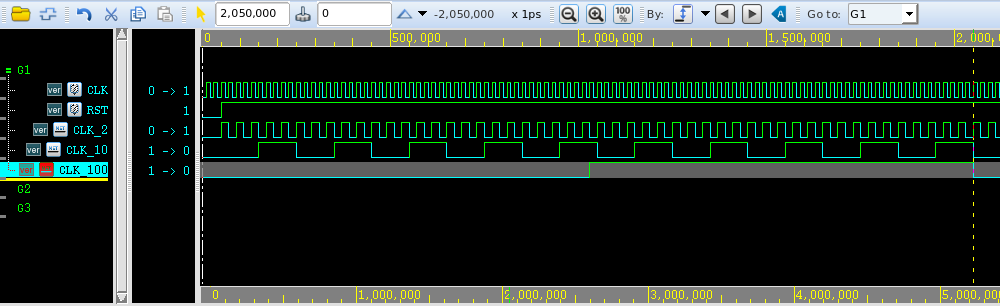 2,050,000 0 -2,050,000 x 1ps 100% By: Go to: G1
0 500,000 1,000,000 1,500,000 2,0
G1
ver CLK 0 -> 1
ver RST 1
ver NET CLK_2 0 -> 1
ver NET CLK_10 1 -> 0
ver CLK_100 1 -> 0
G2
G3
0 1,000,000 2,000,000 3,000,000 4,000,000 5,000,000